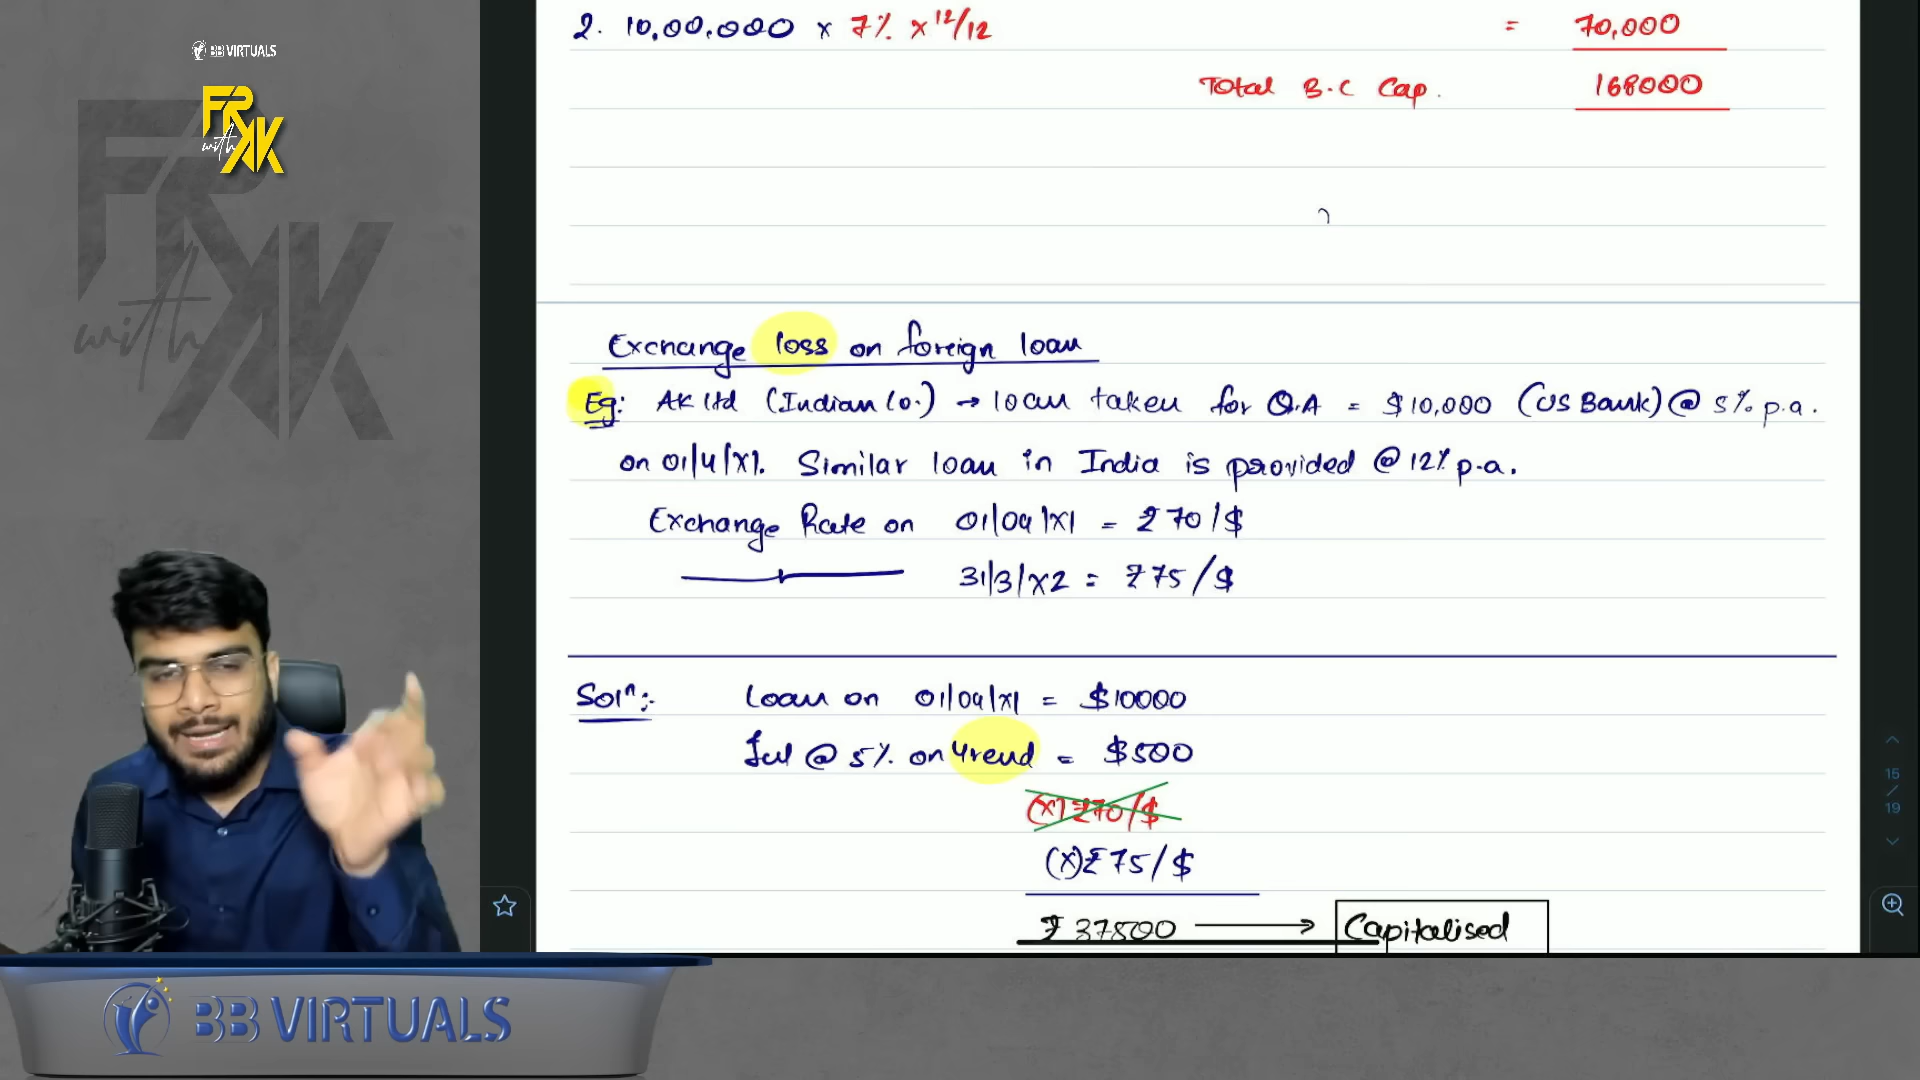 BB VIRTUALS
FR
with
AK
FR
with
AK
2. 10,00,000 × 7% × 12/12 = 70,000
Total B.C Cap. 168000
Exchange loss on foreign loan
Eg: AK ltd (Indian Co.) → loan taken for Q.A = $10,000 (US Bank) @ 5% p.a.
on 01/4/X1. Similar loan in India is provided @ 12% p.a.
Exchange Rate on 01/04/X1 = ₹70/$
31/3/X2 = ₹75/$
Solⁿ:- Loan on 01/04/X1 = $10000
Int @ 5% on Yrend = $500
(x) ₹70/$
(x) ₹75/$
₹37500 → Capitalised
15
/
19
BB VIRTUALS